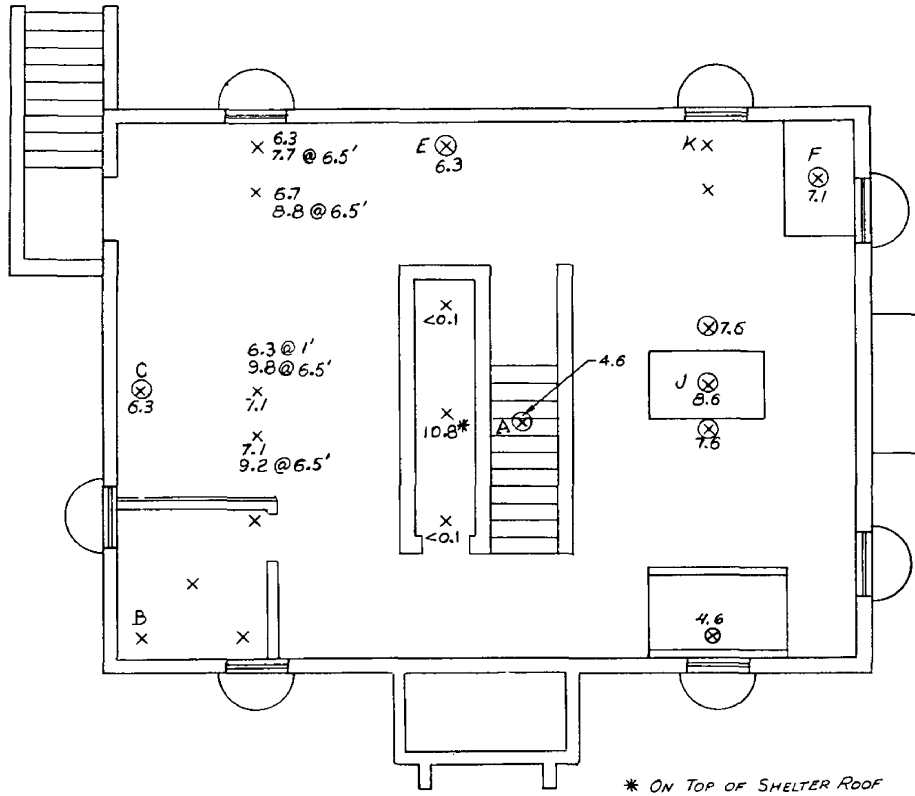 6.3
7.7 @ 6.5'
E
6.3
K
F
7.1
6.7
8.8 @ 6.5'
<0.1
7.6
6.3 @ 1'
9.8 @ 6.5'
4.6
C
6.3
7.1
J
8.6
A
10.8*
7.1
9.2 @ 6.5'
7.6
<0.1
B
4.6
* ON TOP OF SHELTER ROOF